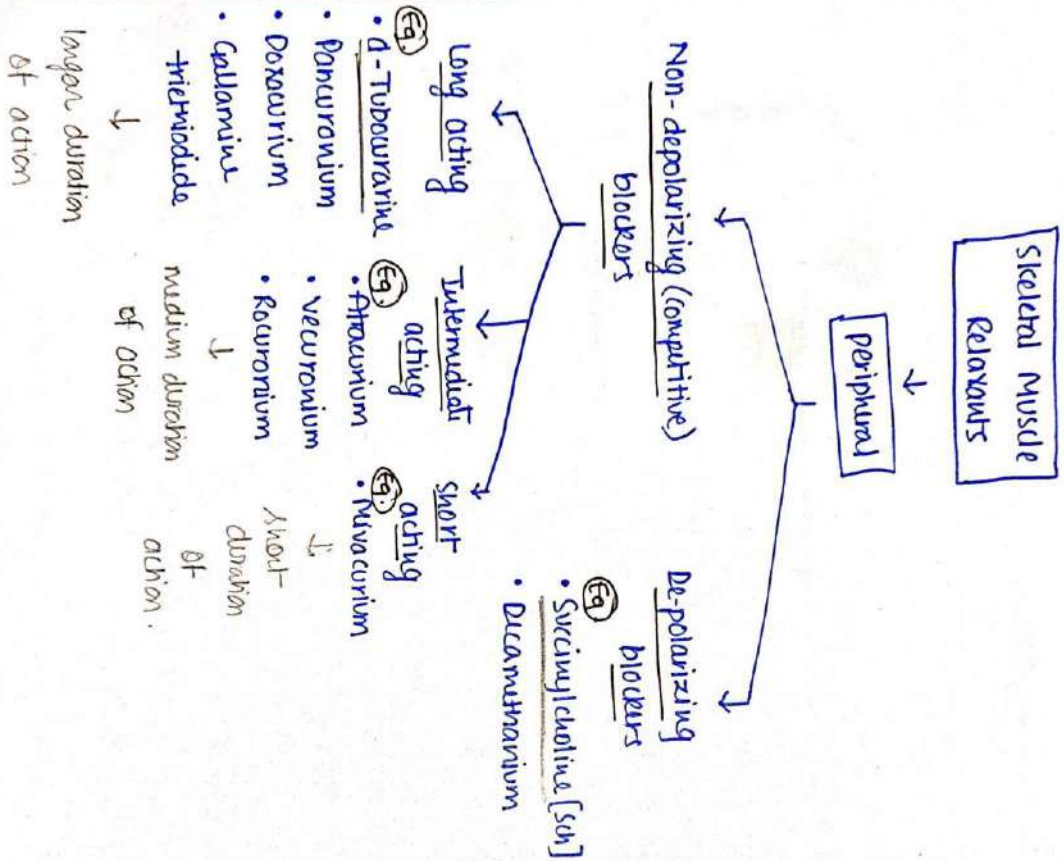 Skeletal Muscle
Relaxants
↓
peripheral
Non-depolarizing (competitive)
blockers
De-polarizing
blockers
Eg.
• Succinylcholine [Sch]
• Decamethanium
Long acting
Eg.
• d-Tubocurarine
• Pancuronium
• Doxacurium
• Gallamine
-triethiodide
↓
longer duration
of action
Intermidiate
acting
Eg.
• Atracurium
• Vecuronium
• Rocuronium
↓
medium duration
of action
Short
acting
Eg.
• Mivacurium
↓
short
duration
of
action.